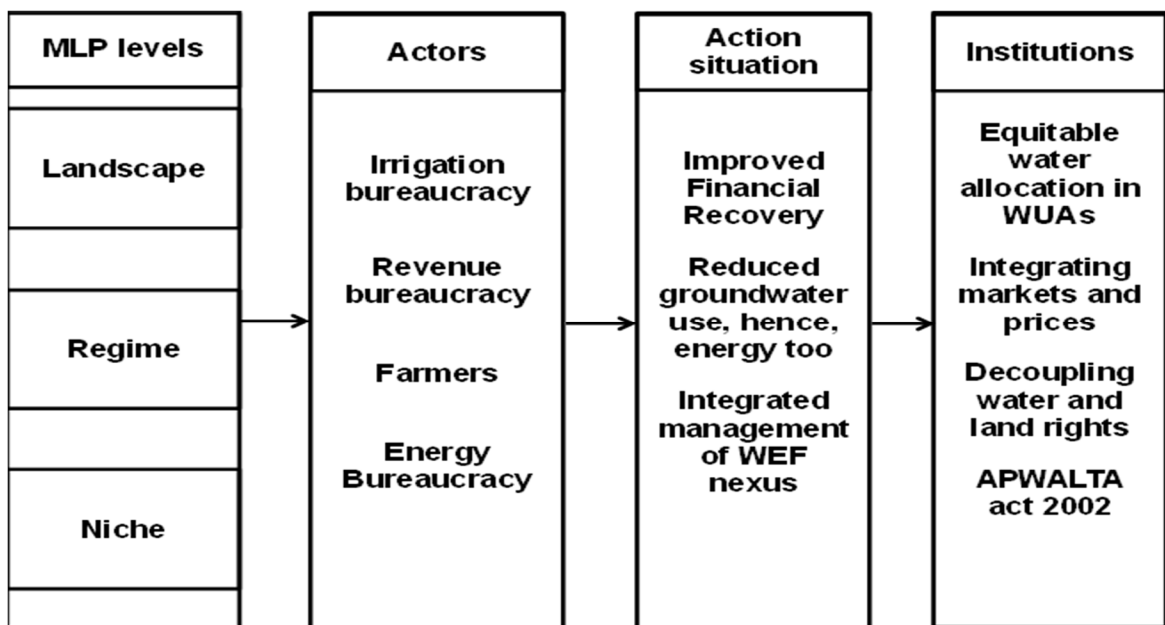 MLP levels
Landscape
Regime
Niche
Actors
Irrigation
bureaucracy
Revenue
bureaucracy
Farmers
Energy
Bureaucracy
Action
situation
Improved
Financial
Recovery
Reduced
groundwater
use, hence,
energy too
Integrated
management
of WEF
nexus
Institutions
Equitable
water
allocation in
WUAs
Integrating
markets and
prices
Decoupling
water and
land rights
APWALTA
act 2002